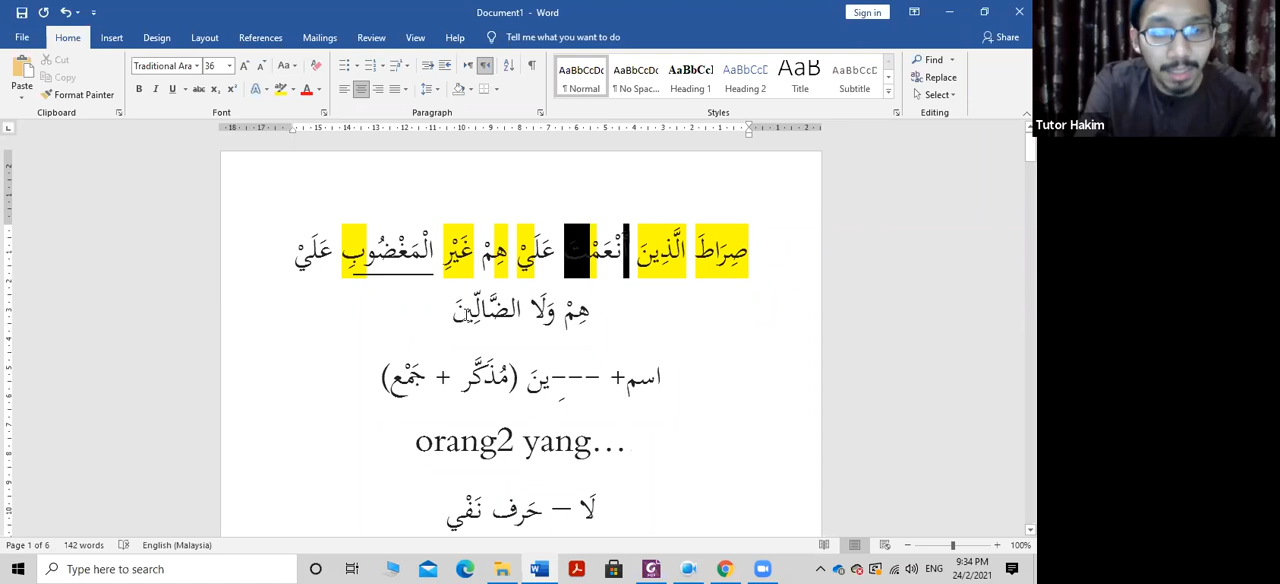 Document1 - Word
Sign in
File Home Insert Design Layout References Mailings Review View Help Tell me what you want to do Share
Paste
Cut
Copy
Format Painter
Clipboard
Traditional Ara 36
Font
Paragraph
AaBbCcDc AaBbCcDc AaBbCcI AaBbCcDc AaB AaBbCcDc
¶ Normal ¶ No Spac... Heading 1 Heading 2 Title Subtitle
Styles
Find
Replace
Select
Editing
Tutor Hakim
صِرَاطَ الَّذِينَ أَنْعَمْتَ عَلَيْ هِمْ غَيْرِ الْمَغْضُوبِ عَلَيْ
هِمْ وَلَا الضَّالِّينَ
اسم+ ---ِينَ (مُذَكَّر + جَمْع)
orang2 yang…
لَا – حَرف نَفْي
Page 1 of 6 142 words English (Malaysia) 100%
Type here to search
ENG
9:34 PM
24/2/2021